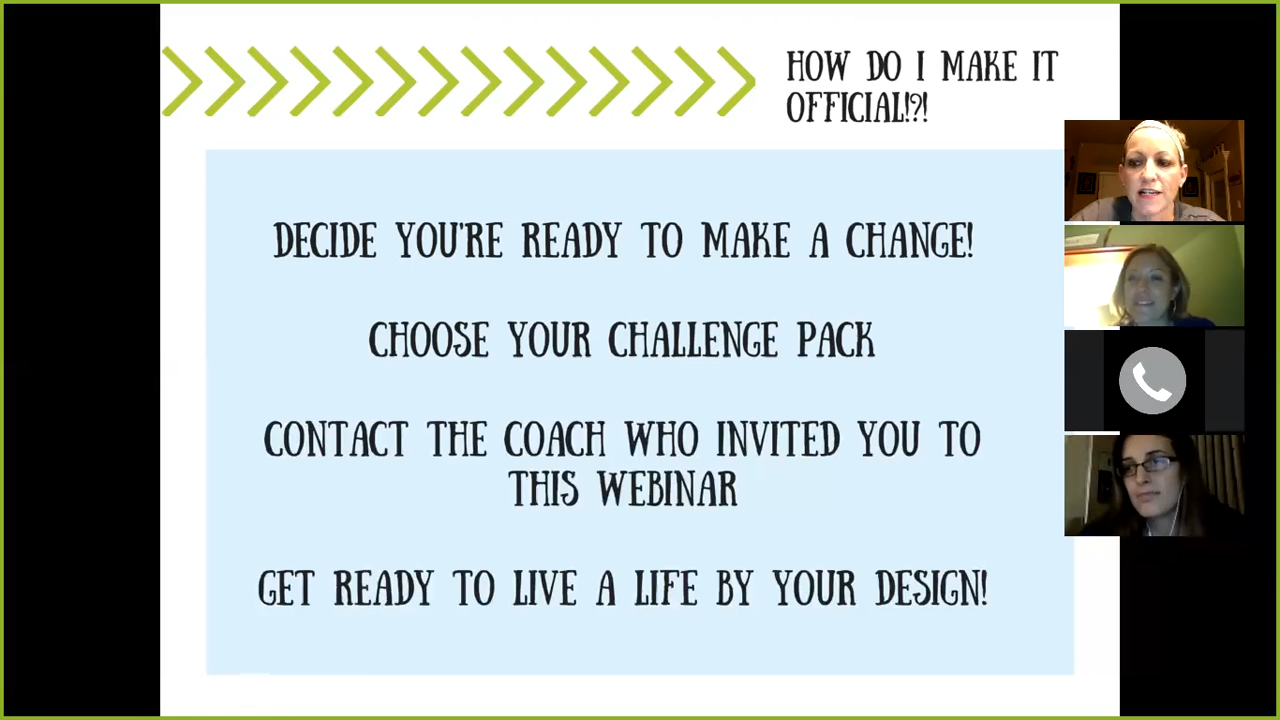 HOW DO I MAKE IT
OFFICIAL!?!
DECIDE YOU'RE READY TO MAKE A CHANGE!
CHOOSE YOUR CHALLENGE PACK
CONTACT THE COACH WHO INVITED YOU TO
THIS WEBINAR
GET READY TO LIVE A LIFE BY YOUR DESIGN!